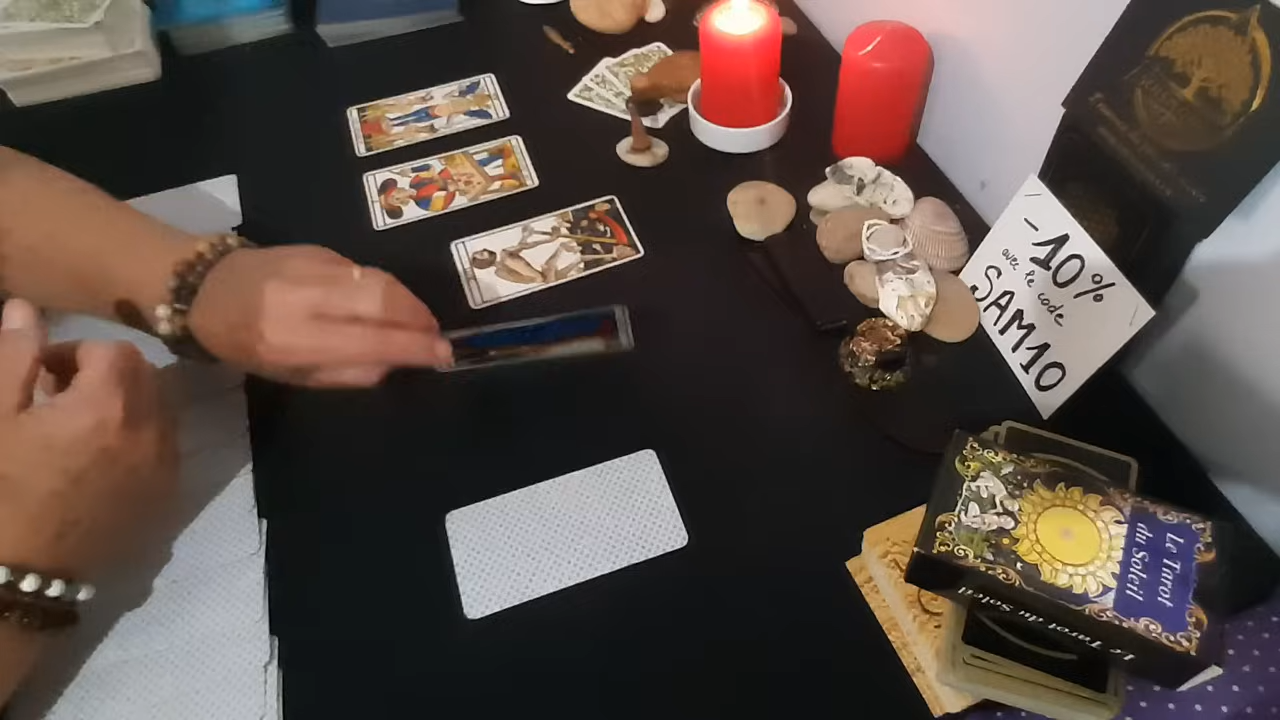 -10%
avec le code
SAM10
Le Tarot
du Soleil
Le Tarot du Soleil